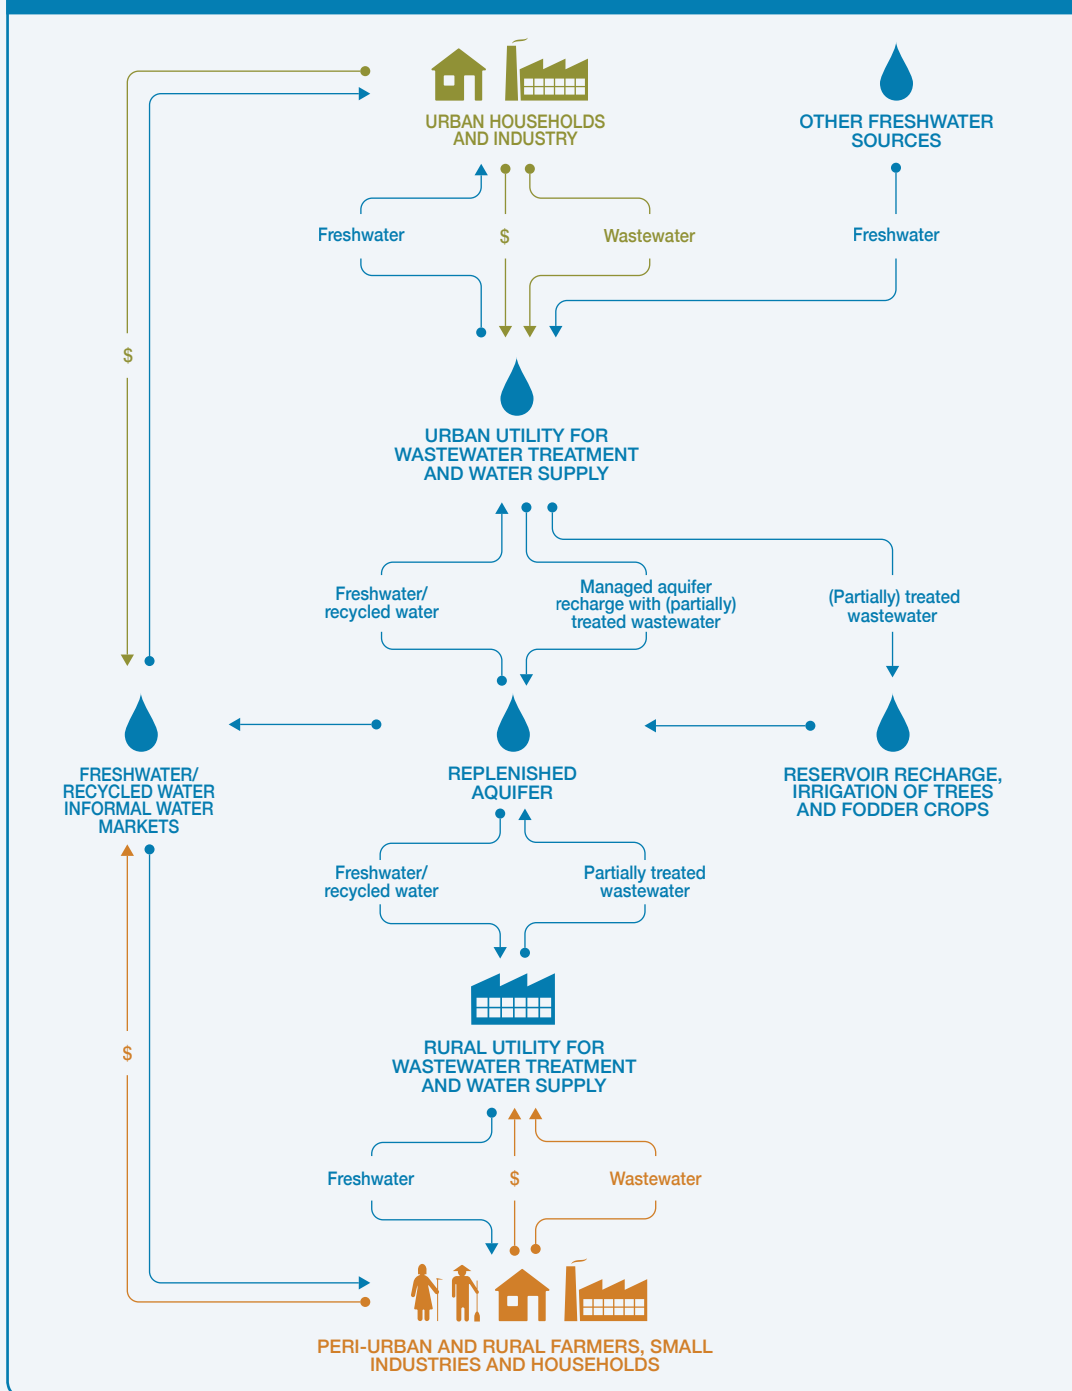 URBAN HOUSEHOLDS
AND INDUSTRY
OTHER FRESHWATER
SOURCES
Freshwater
$
Wastewater
Freshwater
$
URBAN UTILITY FOR
WASTEWATER TREATMENT
AND WATER SUPPLY
Freshwater/
recycled water
Managed aquifer
recharge with (partially)
treated wastewater
(Partially) treated
wastewater
FRESHWATER/
RECYCLED WATER
INFORMAL WATER
MARKETS
REPLENISHED
AQUIFER
RESERVOIR RECHARGE,
IRRIGATION OF TREES
AND FODDER CROPS
Freshwater/
recycled water
Partially treated
wastewater
$
RURAL UTILITY FOR
WASTEWATER TREATMENT
AND WATER SUPPLY
Freshwater
$
Wastewater
PERI-URBAN AND RURAL FARMERS, SMALL
INDUSTRIES AND HOUSEHOLDS